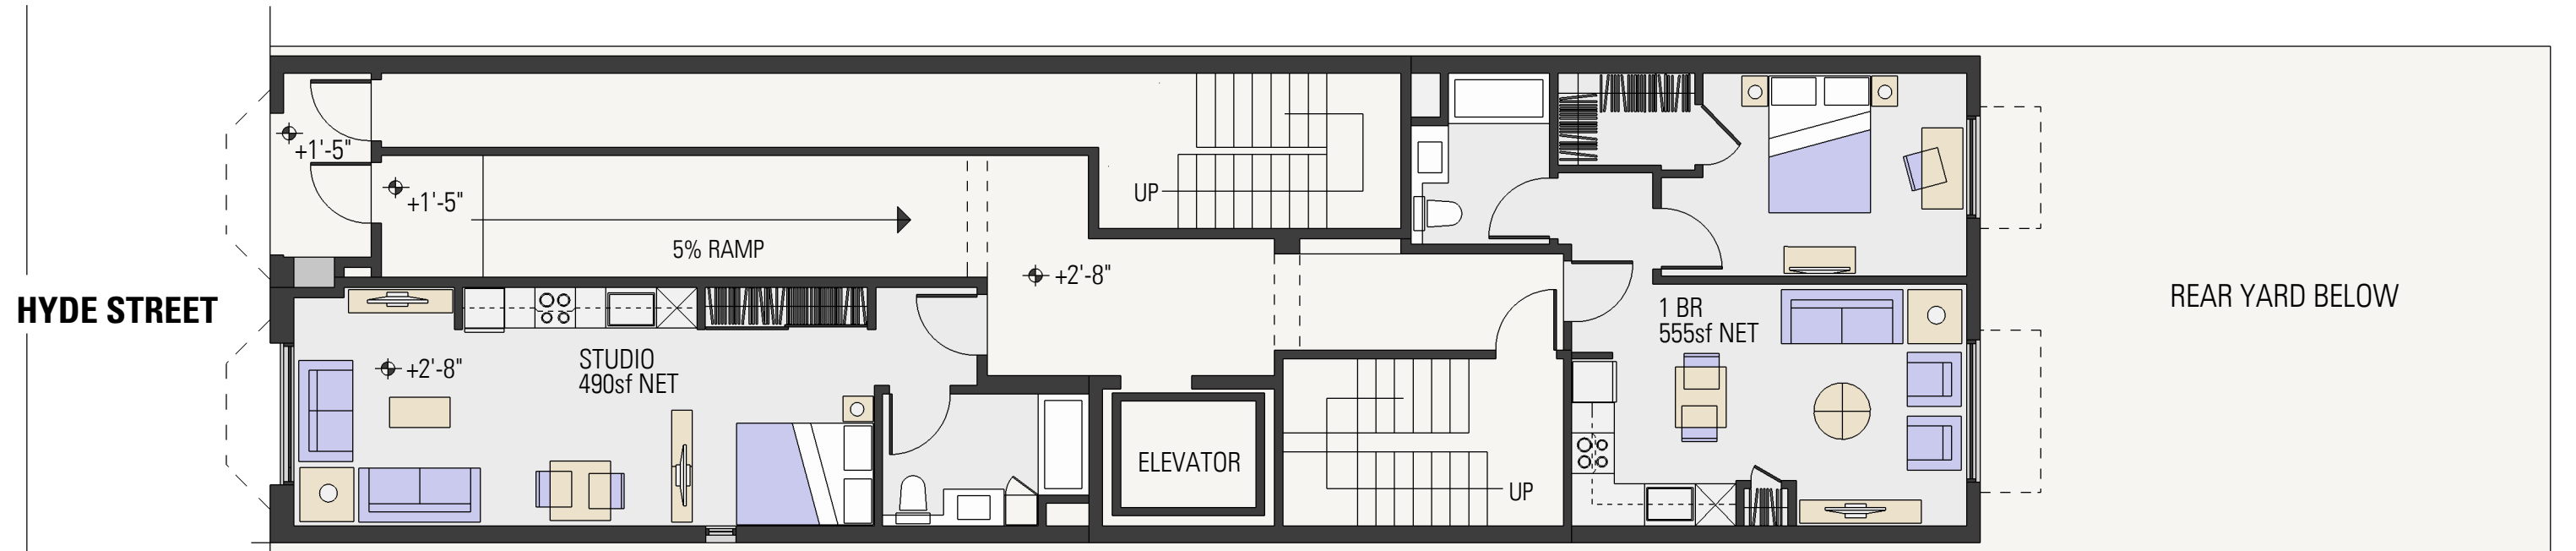 HYDE STREET
+1'-5"
+1'-5"
5% RAMP
UP
+2'-8"
STUDIO
490sf NET
+2'-8"
ELEVATOR
UP
1 BR
555sf NET
REAR YARD BELOW